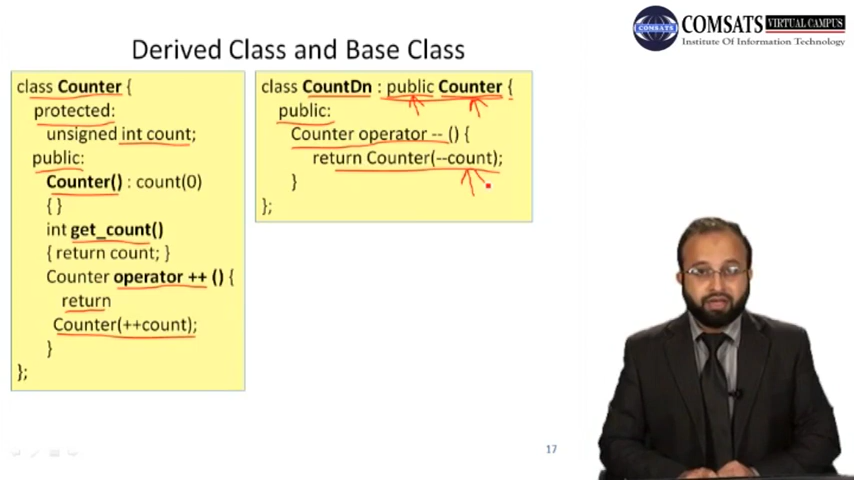 COMSATS VIRTUAL CAMPUS
Institute Of Information Technology
Derived Class and Base Class
class Counter {
protected:
unsigned int count;
public:
Counter() : count(0)
{ }
int get_count()
{ return count; }
Counter operator ++ () {
return
Counter(++count);
}
};
class CountDn : public Counter {
public:
Counter operator -- () {
return Counter(--count);
}
};
17